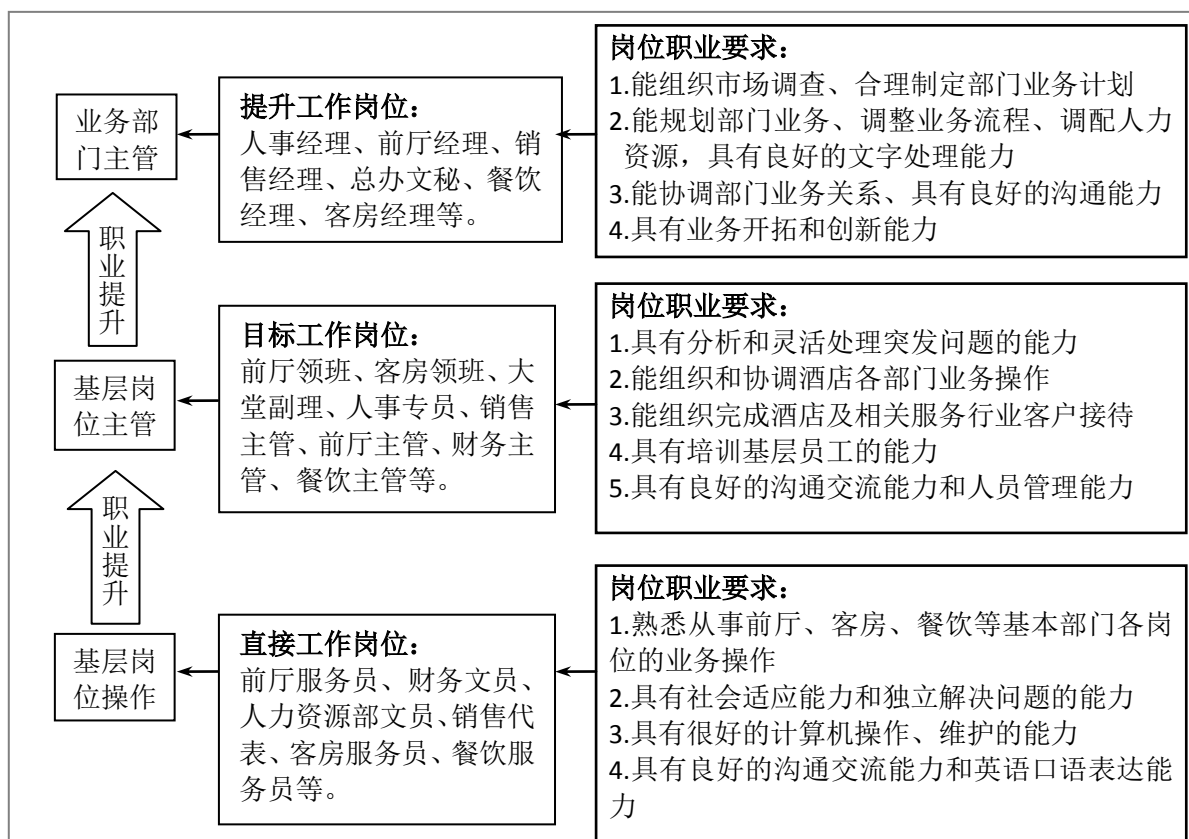 业务部
门主管
提升工作岗位：
人事经理、前厅经理、销
售经理、总办文秘、餐饮
经理、客房经理等。
岗位职业要求：
1.能组织市场调查、合理制定部门业务计划
2.能规划部门业务、调整业务流程、调配人力
资源，具有良好的文字处理能力
3.能协调部门业务关系、具有良好的沟通能力
4.具有业务开拓和创新能力
职业提升
基层岗
位主管
目标工作岗位：
前厅领班、客房领班、大
堂副理、人事专员、销售
主管、前厅主管、财务主
管、餐饮主管等。
岗位职业要求：
1.具有分析和灵活处理突发问题的能力
2.能组织和协调酒店各部门业务操作
3.能组织完成酒店及相关服务行业客户接待
4.具有培训基层员工的能力
5.具有良好的沟通交流能力和人员管理能力
职业提升
基层岗
位操作
直接工作岗位：
前厅服务员、财务文员、
人力资源部文员、销售代
表、客房服务员、餐饮服
务员等。
岗位职业要求：
1.熟悉从事前厅、客房、餐饮等基本部门各岗
位的业务操作
2.具有社会适应能力和独立解决问题的能力
3.具有很好的计算机操作、维护的能力
4.具有良好的沟通交流能力和英语口语表达能
力